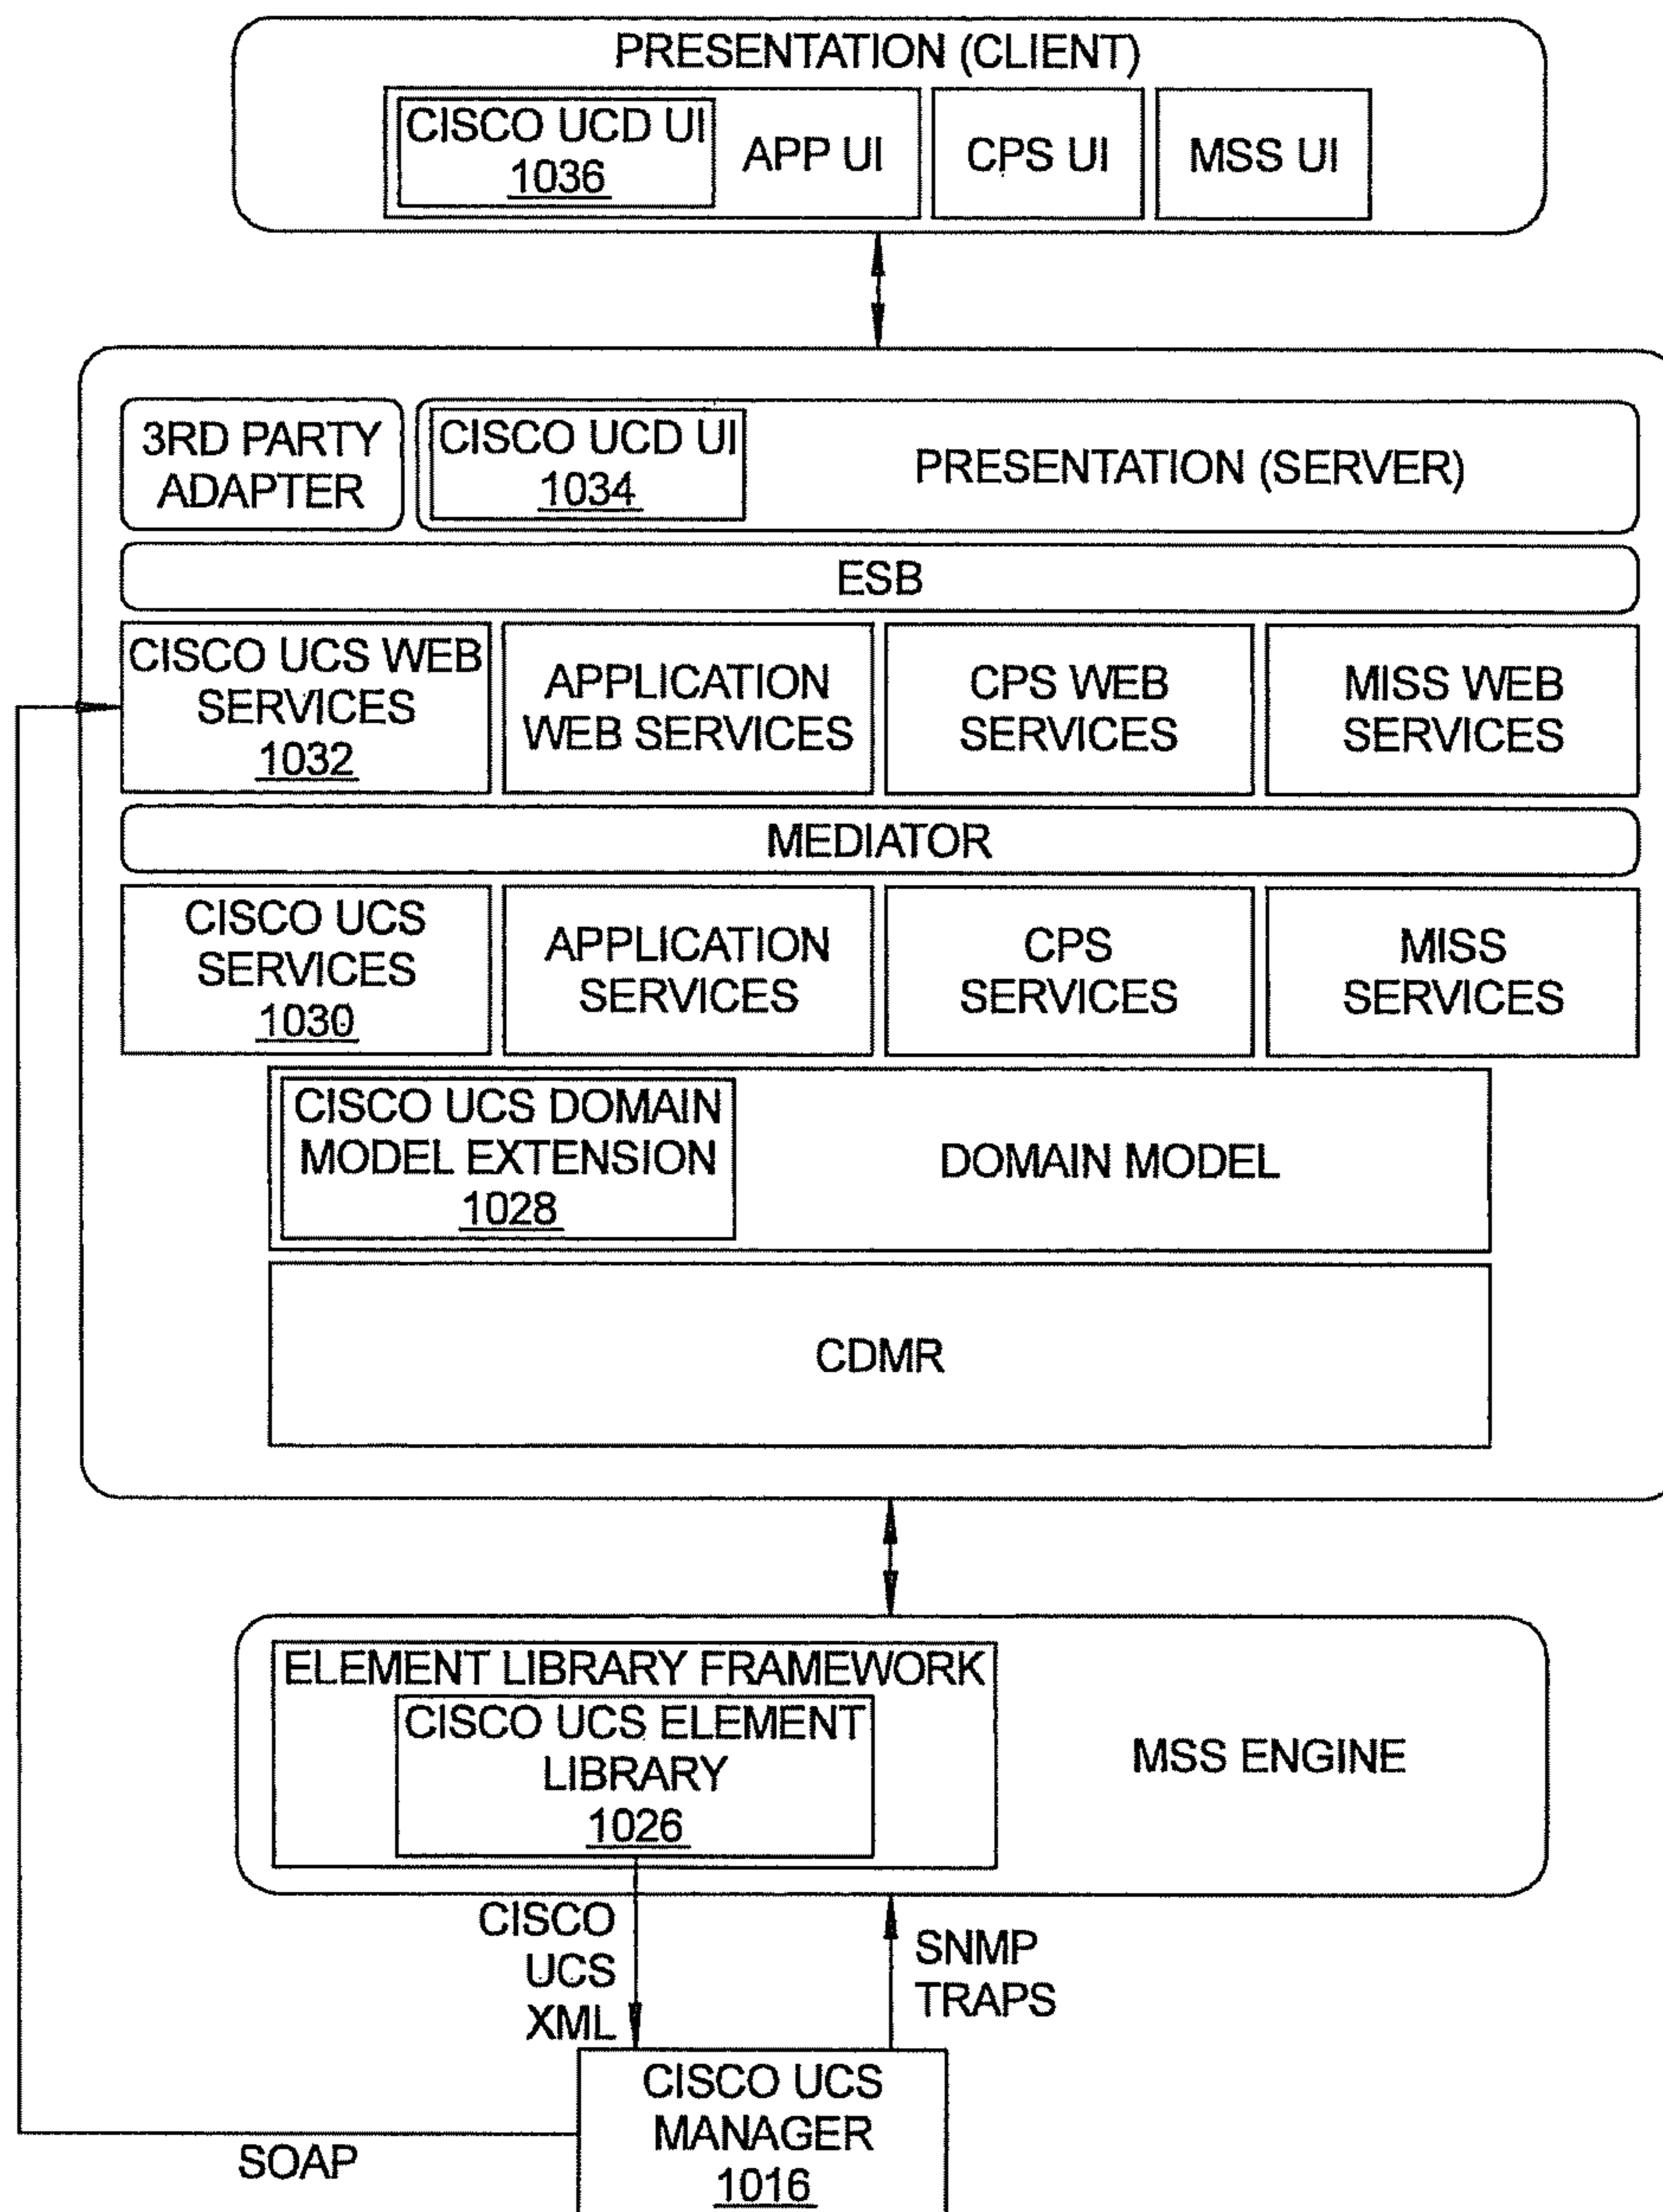 PRESENTATION (CLIENT)
CISCO UCD UI
1036
APP UI
CPS UI
MSS UI
3RD PARTY
ADAPTER
CISCO UCD UI
1034
PRESENTATION (SERVER)
ESB
CISCO UCS WEB
SERVICES
1032
APPLICATION
WEB SERVICES
CPS WEB
SERVICES
MISS WEB
SERVICES
MEDIATOR
CISCO UCS
SERVICES
1030
APPLICATION
SERVICES
CPS
SERVICES
MISS
SERVICES
CISCO UCS DOMAIN
MODEL EXTENSION
1028
DOMAIN MODEL
CDMR
ELEMENT LIBRARY FRAMEWORK
CISCO UCS ELEMENT
LIBRARY
1026
MSS ENGINE
CISCO
UCS
XML
SNMP
TRAPS
CISCO UCS
MANAGER
1016
SOAP